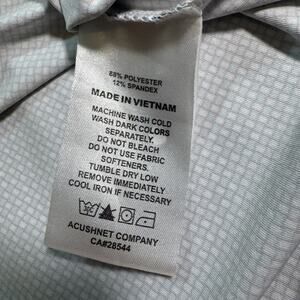 88% POLYESTER
12% SPANDEX
MADE IN VIETNAM
MACHINE WASH COLD
WASH DARK COLORS
SEPARATELY.
DO NOT BLEACH
DO NOT USE FABRIC
SOFTENERS.
TUMBLE DRY LOW
REMOVE IMMEDIATELY
COOL IRON IF NECESSARY
ACUSHNET COMPANY
CA#28544